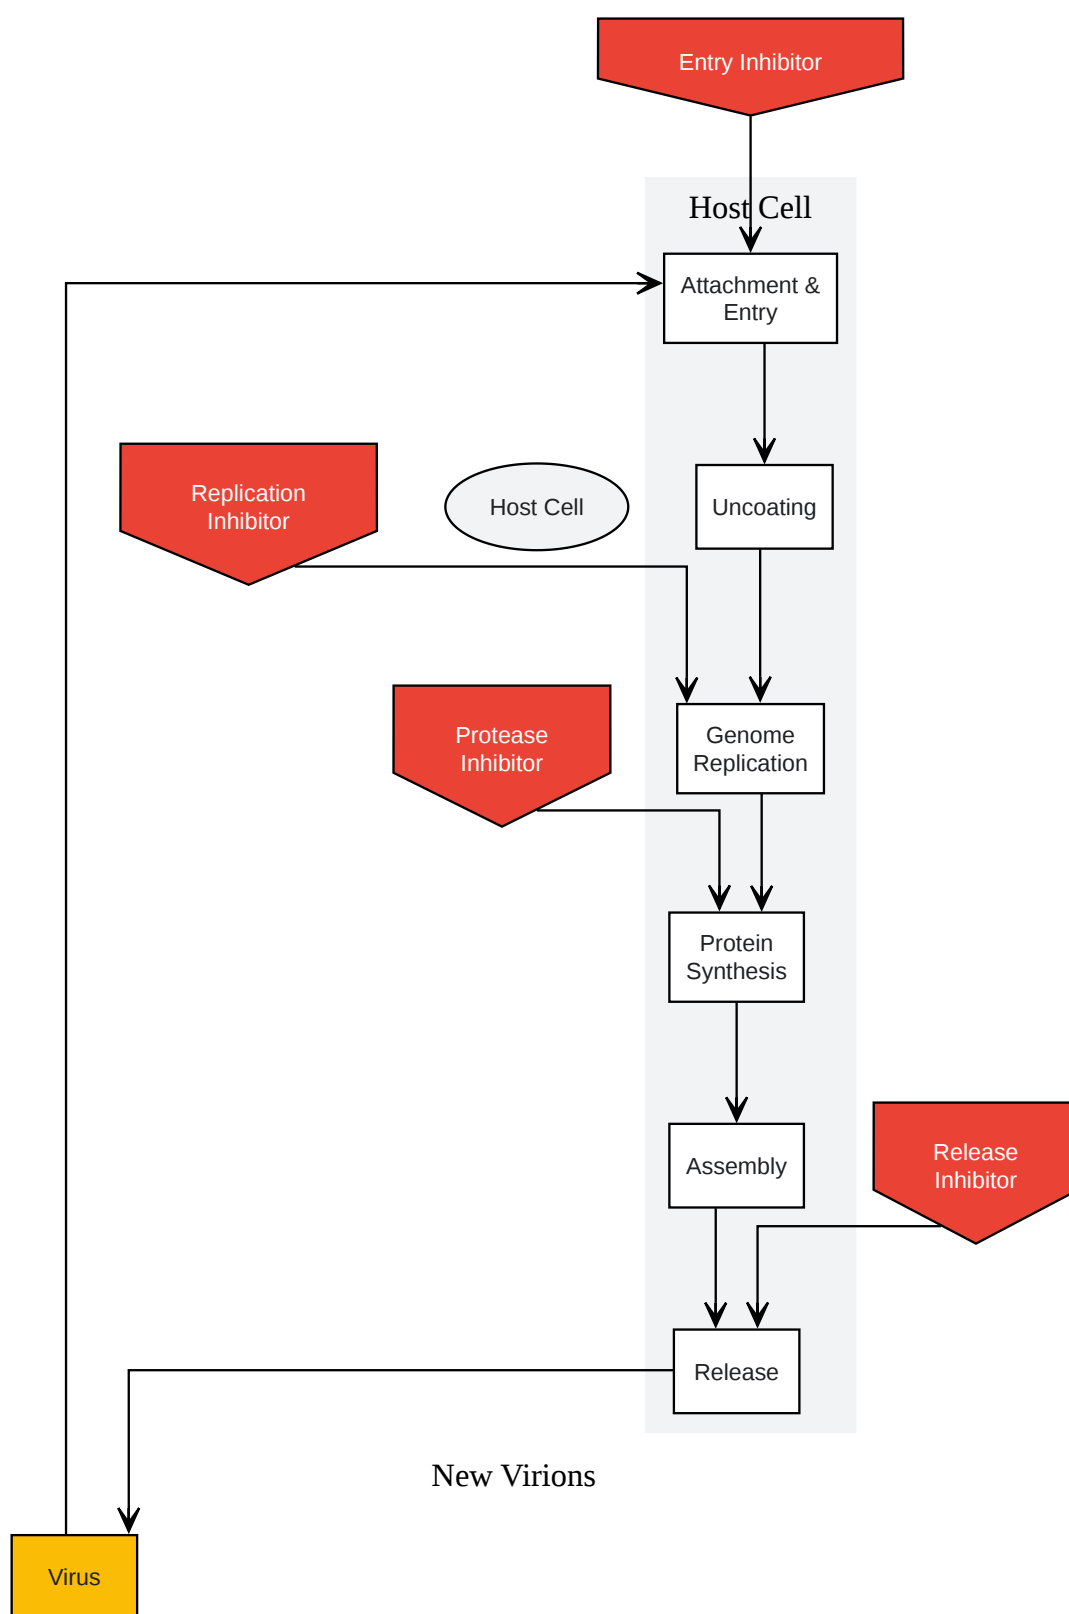 Entry Inhibitor
Host Cell
Attachment &
Entry
Replication
Inhibitor
Host Cell
Uncoating
Protease
Inhibitor
Genome
Replication
Protein
Synthesis
Assembly
Release
Inhibitor
Release
New Virions
Virus